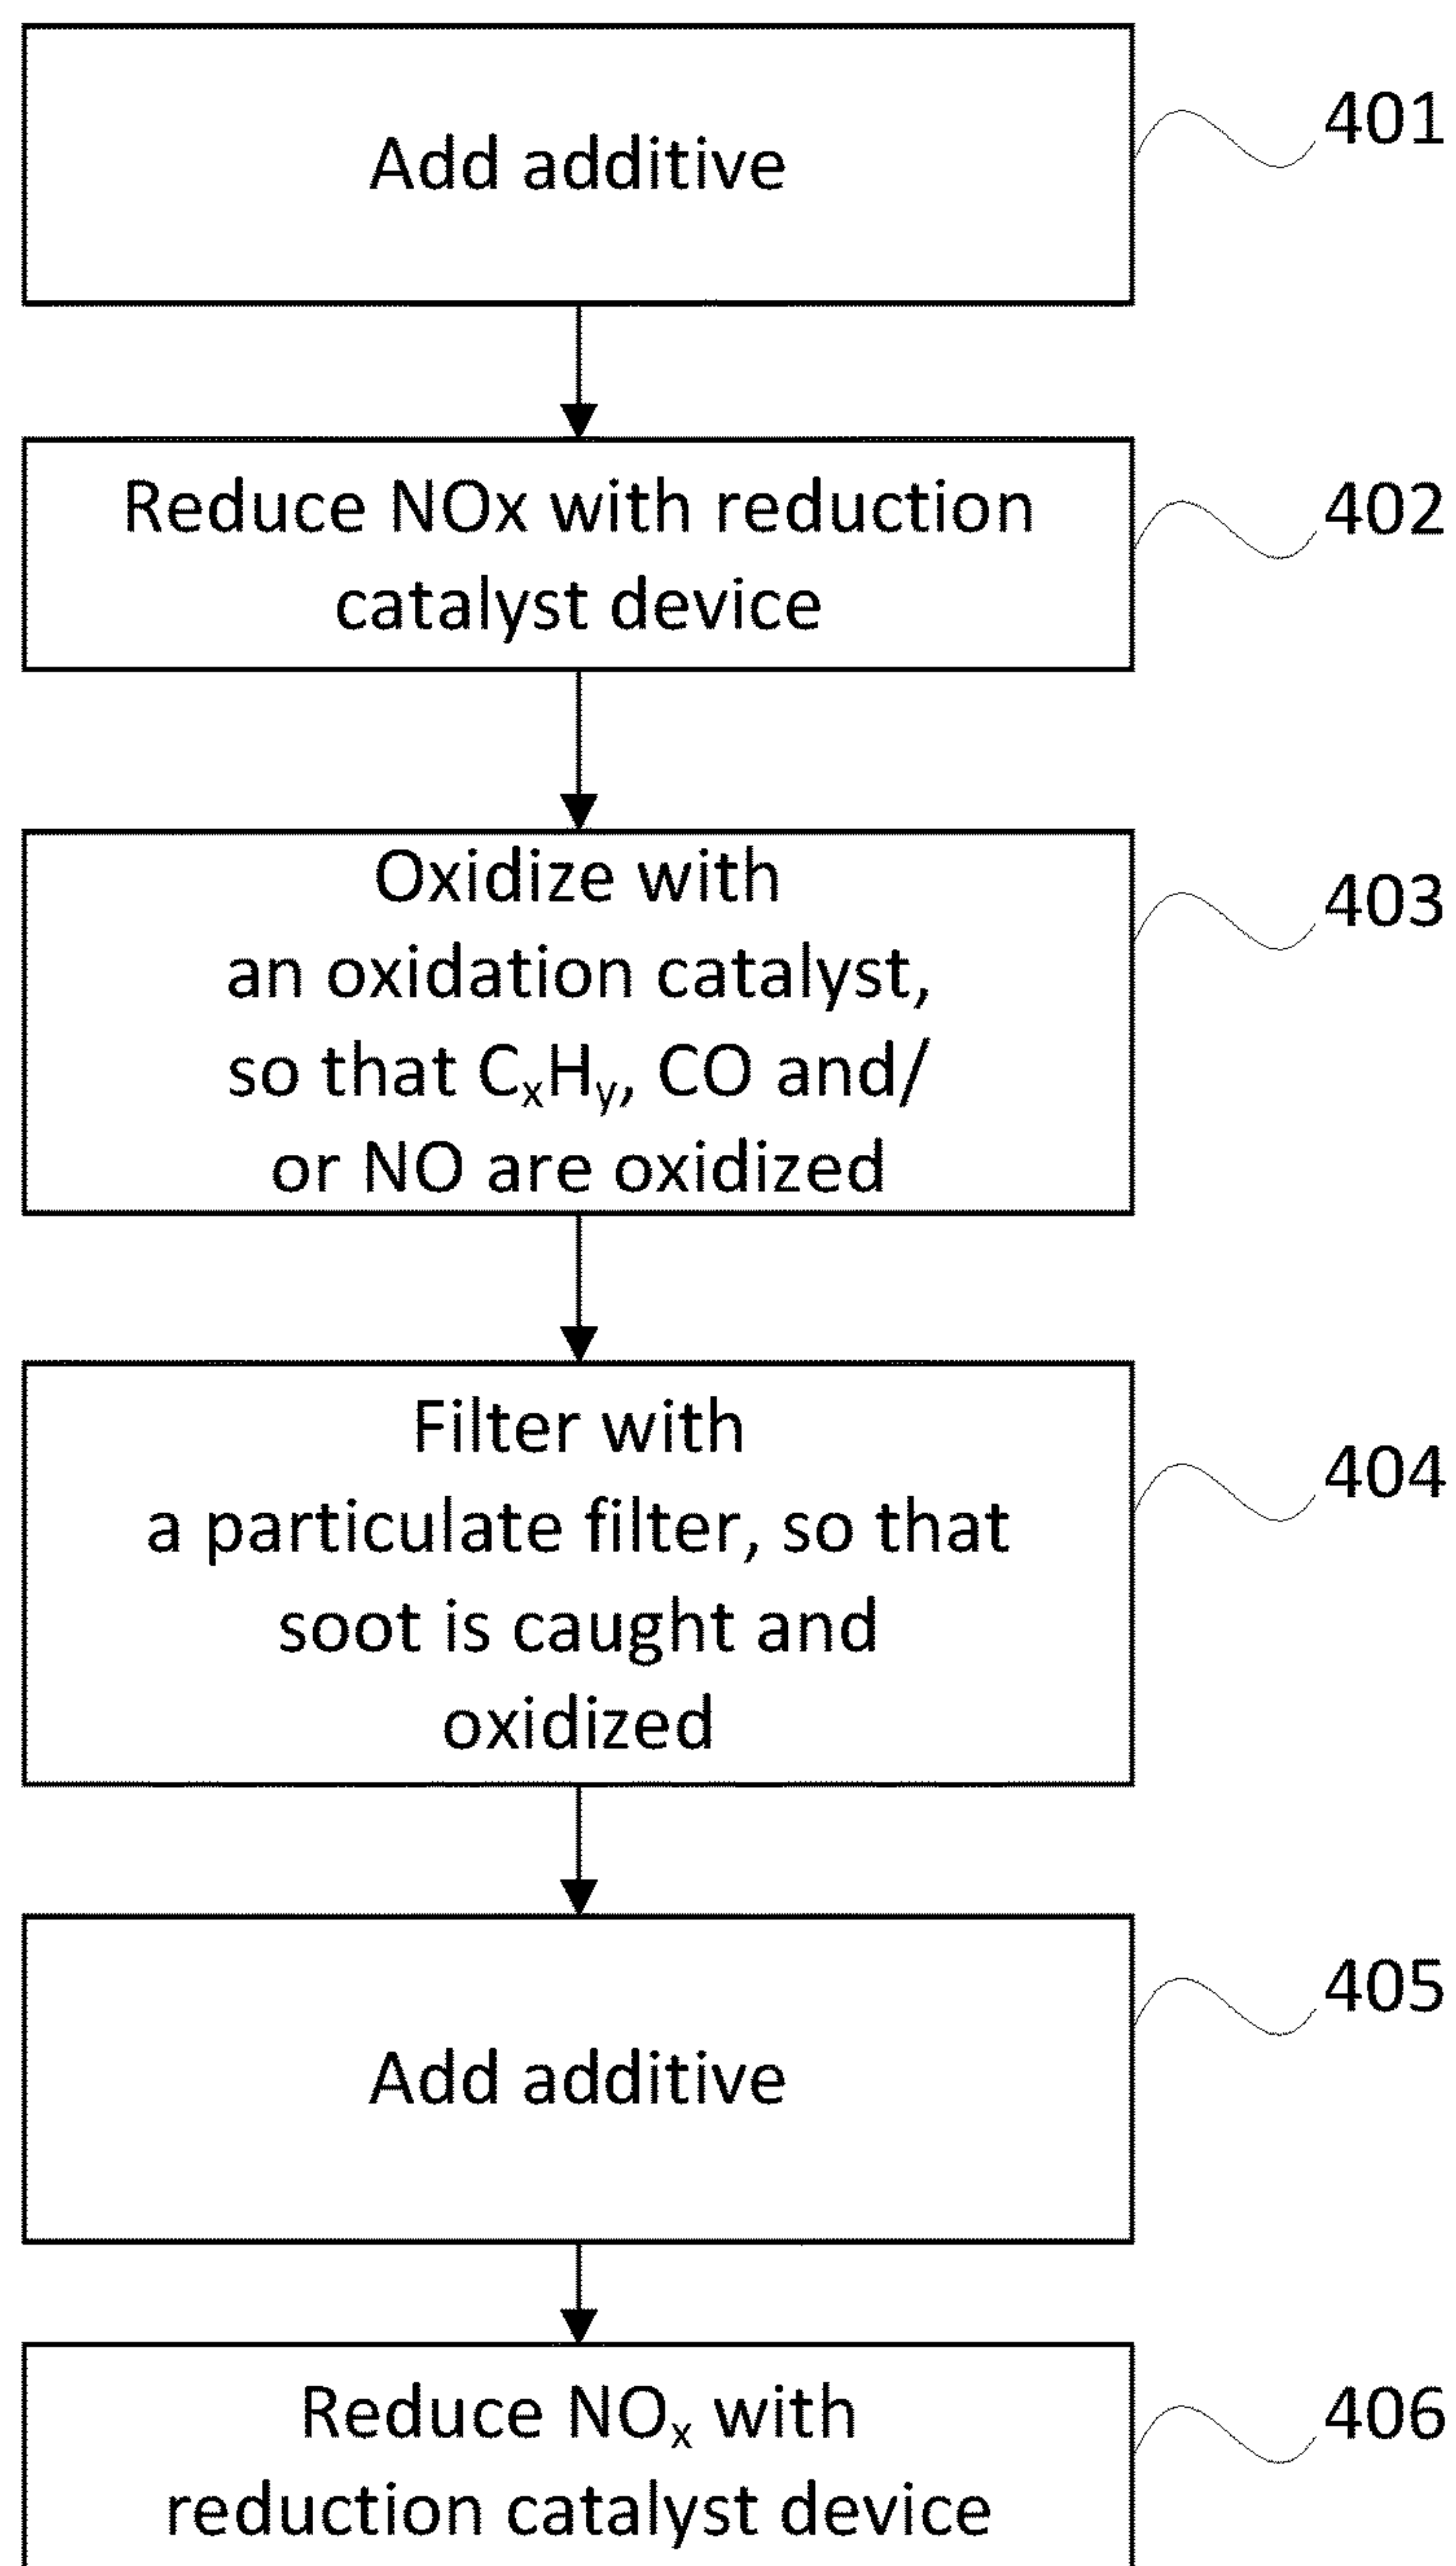 Add additive
401
Reduce NOx with reduction
catalyst device
402
Oxidize with
an oxidation catalyst,
so that CₓHᵧ, CO and/
or NO are oxidized
403
Filter with
a particulate filter, so that
soot is caught and
oxidized
404
Add additive
405
Reduce NOₓ with
reduction catalyst device
406